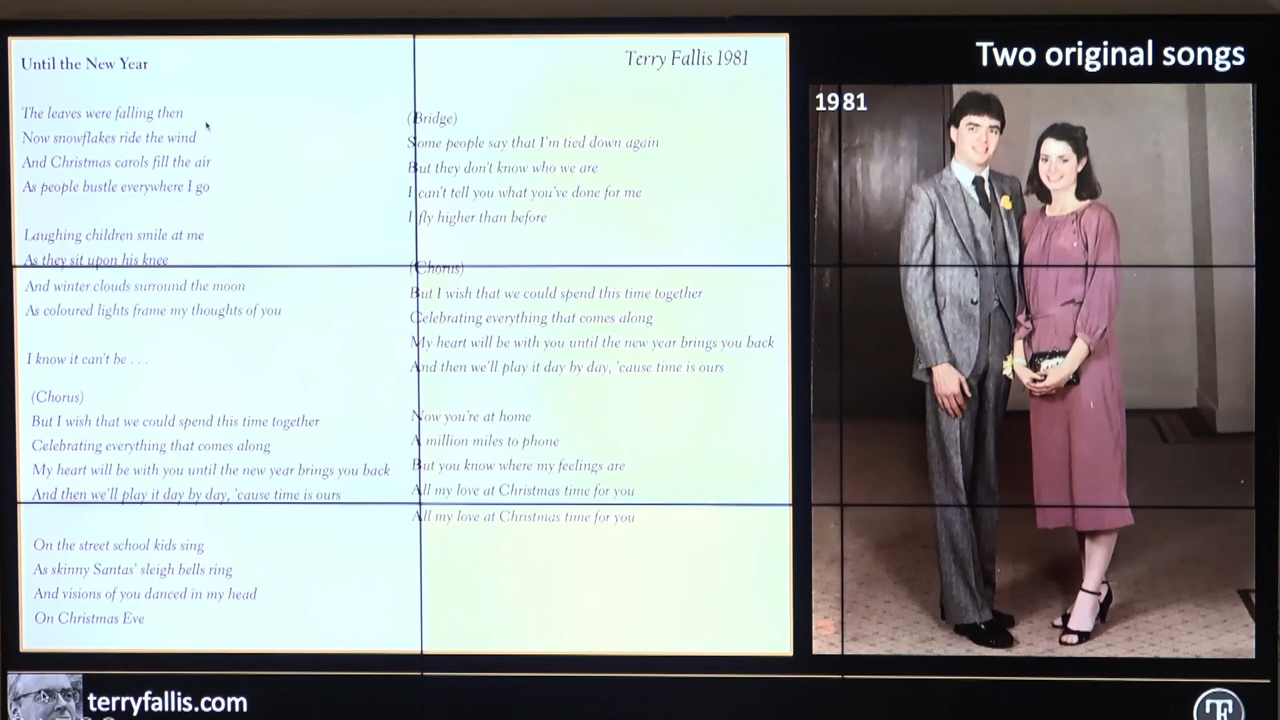 Until the New Year
Terry Fallis 1981
The leaves were falling then
Now snowflakes ride the wind
And Christmas carols fill the air
As people bustle everywhere I go
Laughing children smile at me
As they sit upon his knee
And winter clouds surround the moon
As coloured lights frame my thoughts of you
I know it can't be . . .
(Chorus)
But I wish that we could spend this time together
Celebrating everything that comes along
My heart will be with you until the new year brings you back
And then we'll play it day by day, 'cause time is ours
On the street school kids sing
As skinny Santas' sleigh bells ring
And visions of you danced in my head
On Christmas Eve
(Bridge)
Some people say that I'm tied down again
But they don't know who we are
I can't tell you what you've done for me
I fly higher than before
(Chorus)
But I wish that we could spend this time together
Celebrating everything that comes along
My heart will be with you until the new year brings you back
And then we'll play it day by day, 'cause time is ours
Now you're at home
A million miles to phone
But you know where my feelings are
All my love at Christmas time for you
All my love at Christmas time for you
Two original songs
1981
terryfallis.com
TF